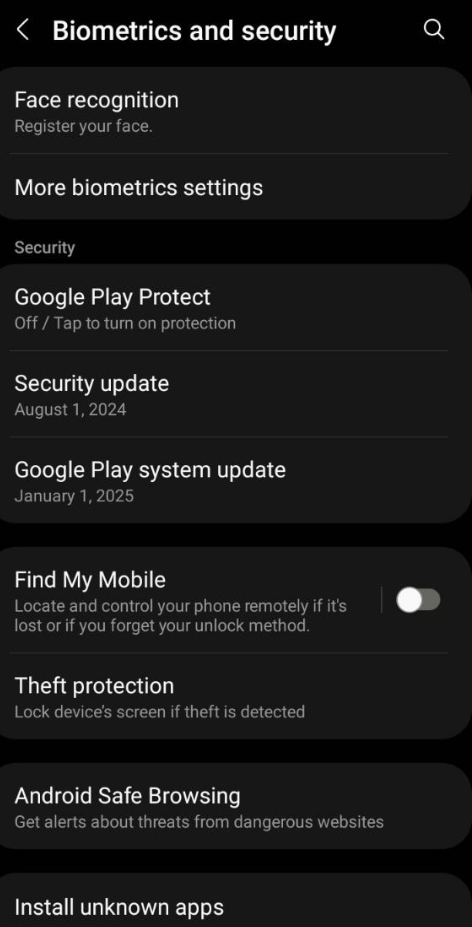 Biometrics and security
Face recognition
Register your face.
More biometrics settings
Security
Google Play Protect
Off / Tap to turn on protection
Security update
August 1, 2024
Google Play system update
January 1, 2025
Find My Mobile
Locate and control your phone remotely if it's
lost or if you forget your unlock method.
Theft protection
Lock device's screen if theft is detected
Android Safe Browsing
Get alerts about threats from dangerous websites
Install unknown apps